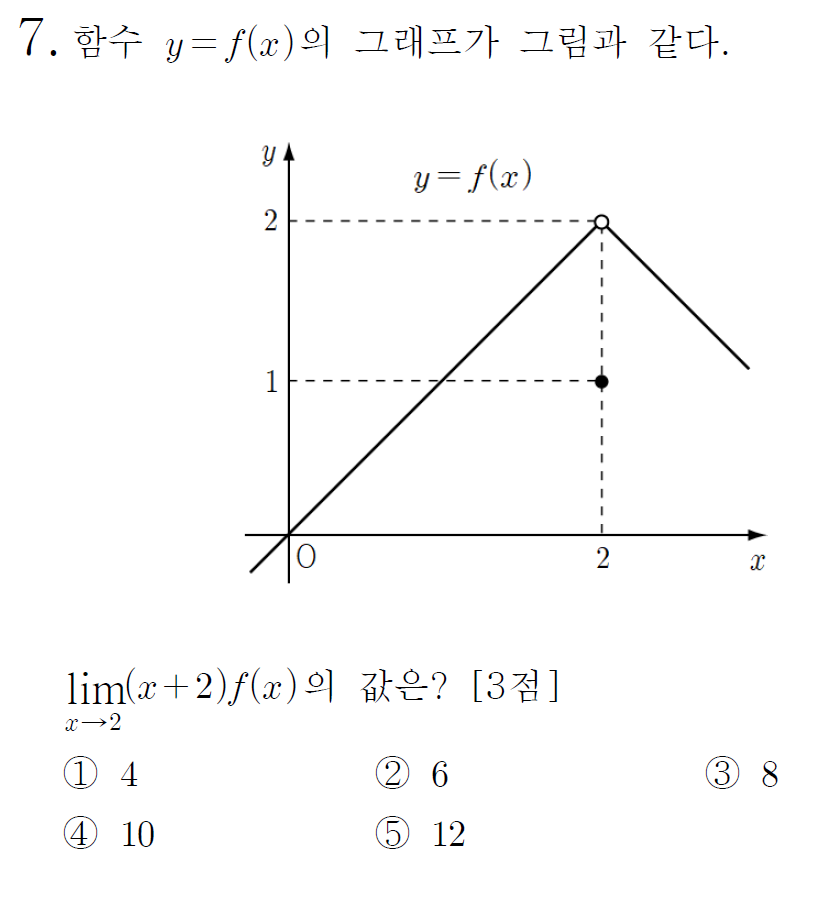 7. 함수 y=f(x)의 그래프가 그림과 같다.
y
y=f(x)
2
1
O
2
x
lim(x+2)f(x)의 값은? [3점]
x→2
① 4 ② 6 ③ 8
④ 10 ⑤ 12